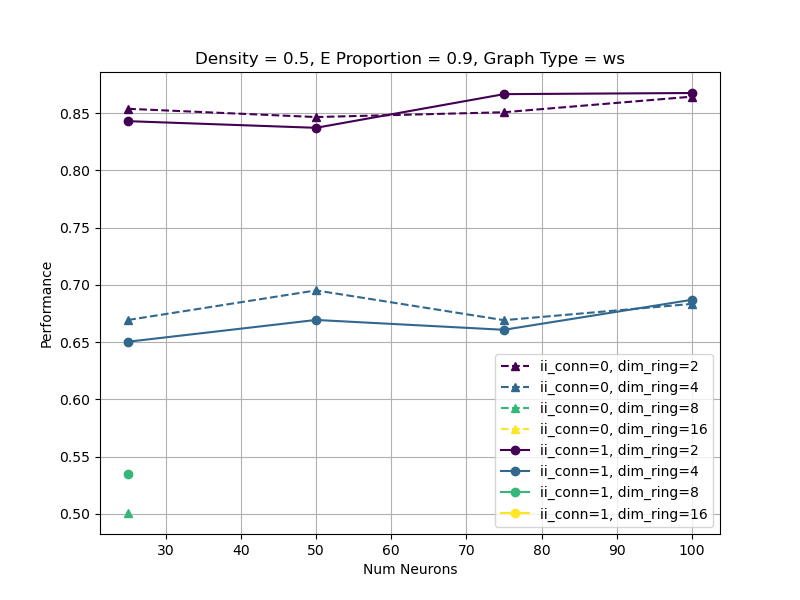 Density = 0.5, E Proportion = 0.9, Graph Type = ws
Performance
0.85
0.80
0.75
0.70
0.65
0.60
0.55
0.50
ii_conn=0, dim_ring=2
ii_conn=0, dim_ring=4
ii_conn=0, dim_ring=8
ii_conn=0, dim_ring=16
ii_conn=1, dim_ring=2
ii_conn=1, dim_ring=4
ii_conn=1, dim_ring=8
ii_conn=1, dim_ring=16
30 40 50 60 70 80 90 100
Num Neurons